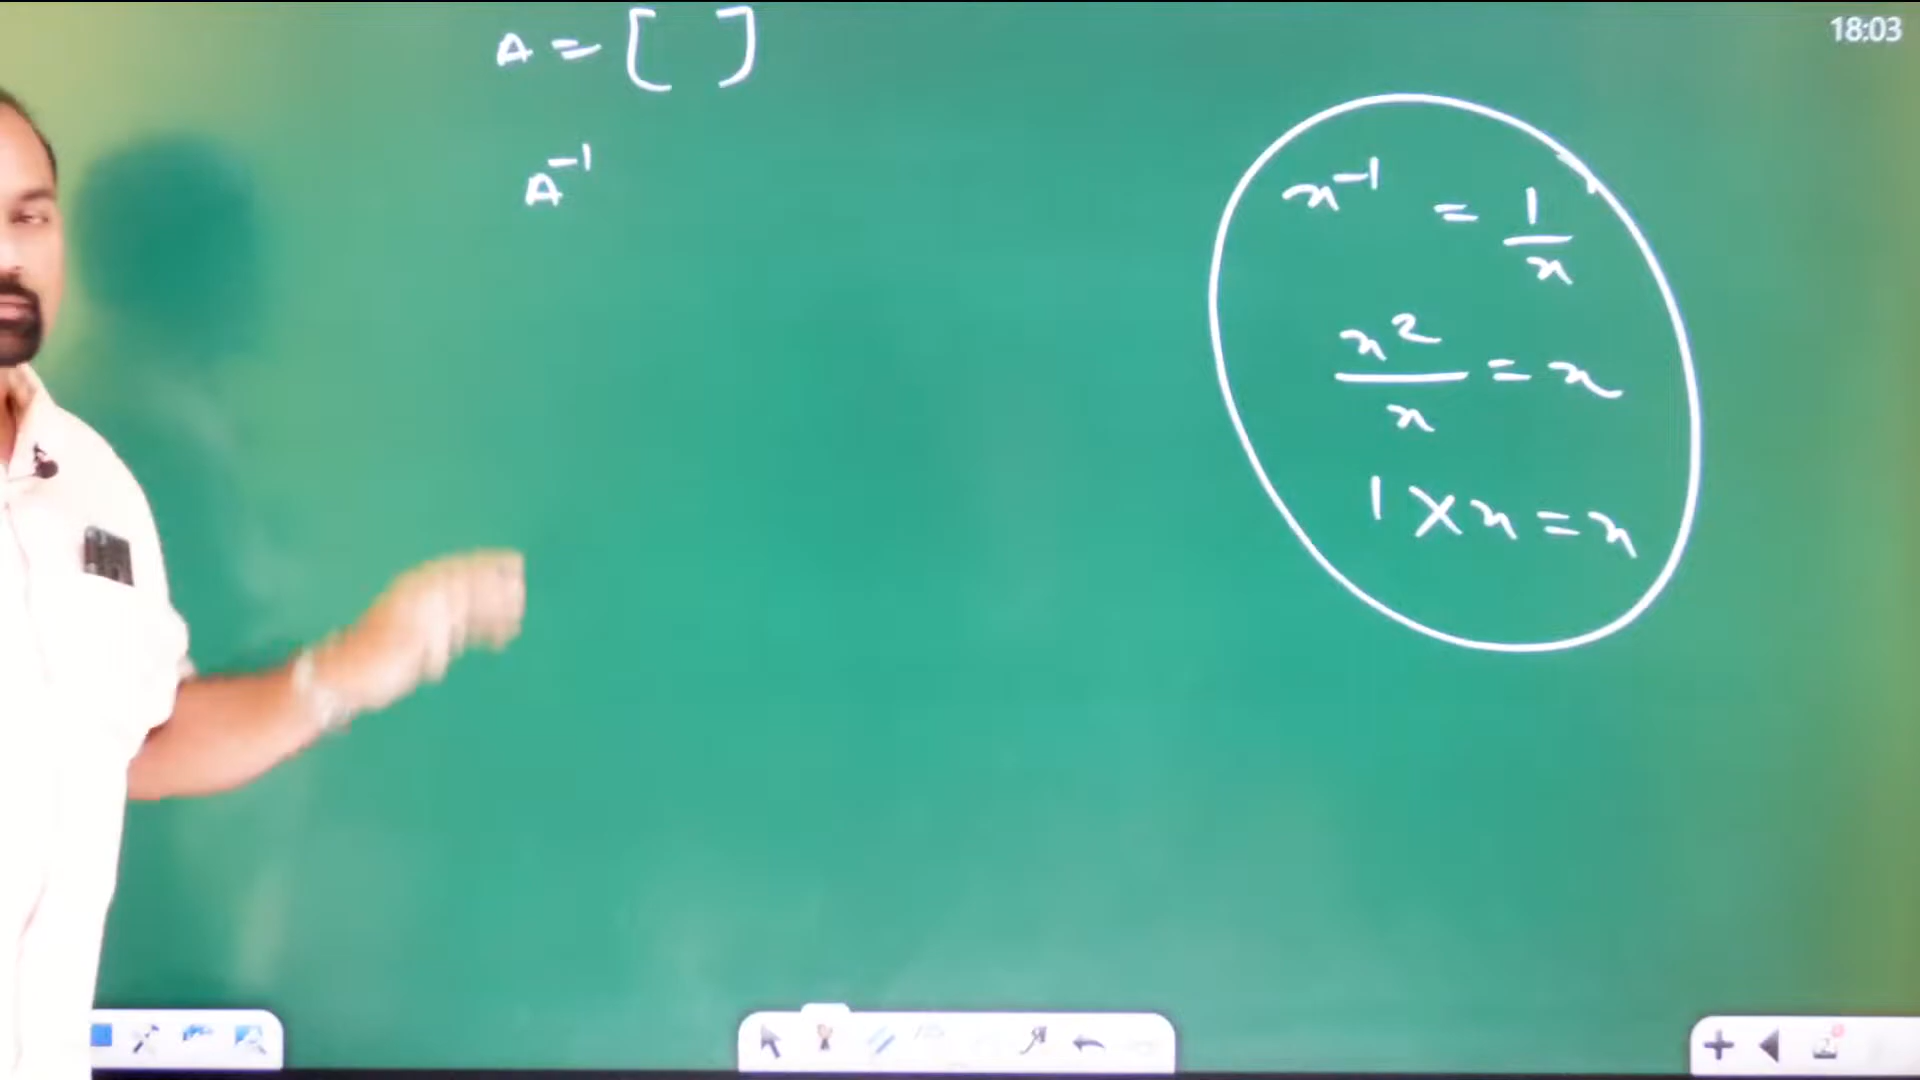 A = [ ]
A⁻¹
18:03
x⁻¹ = 1/x
x²/x = x
1 × x = x